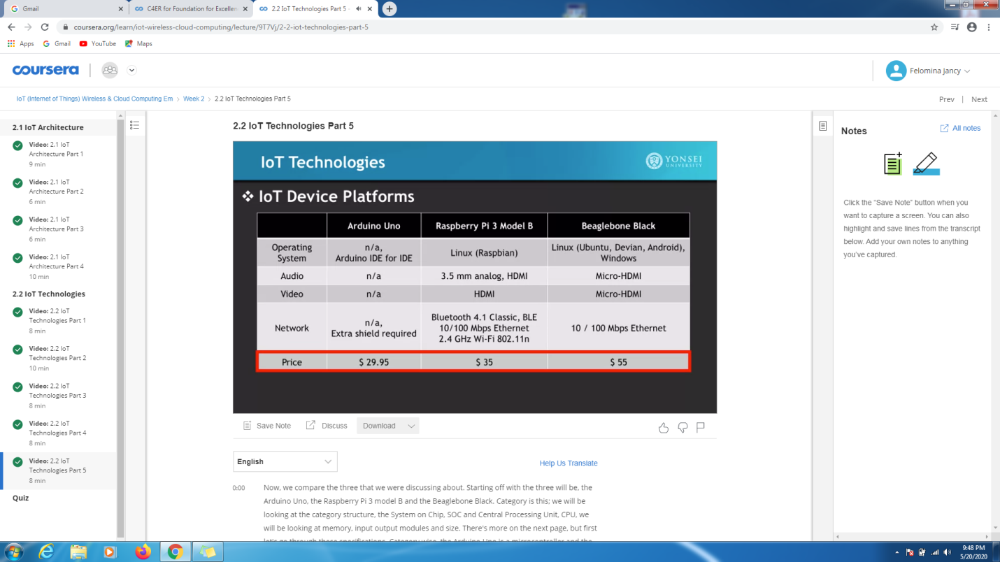 Gmail
C4ER for Foundation for Excellen
2.2 IoT Technologies Part 5 -
coursera.org/learn/iot-wireless-cloud-computing/lecture/9T7Vj/2-2-iot-technologies-part-5
Apps
Gmail
YouTube
Maps
coursera
Felomina Jancy
IoT (Internet of Things) Wireless & Cloud Computing Em > Week 2 > 2.2 IoT Technologies Part 5
Prev | Next
2.1 IoT Architecture
Video: 2.1 IoT
Architecture Part 1
9 min
Video: 2.1 IoT
Architecture Part 2
6 min
Video: 2.1 IoT
Architecture Part 3
6 min
Video: 2.1 IoT
Architecture Part 4
10 min
2.2 IoT Technologies
Video: 2.2 IoT
Technologies Part 1
8 min
Video: 2.2 IoT
Technologies Part 2
10 min
Video: 2.2 IoT
Technologies Part 3
8 min
Video: 2.2 IoT
Technologies Part 4
8 min
Video: 2.2 IoT
Technologies Part 5
8 min
Quiz
2.2 IoT Technologies Part 5
IoT Technologies
YONSEI
UNIVERSITY
❖ IoT Device Platforms
Arduino Uno
Raspberry Pi 3 Model B
Beaglebone Black
Operating
System
n/a,
Arduino IDE for IDE
Linux (Raspbian)
Linux (Ubuntu, Devian, Android),
Windows
Audio
n/a
3.5 mm analog, HDMI
Micro-HDMI
Video
n/a
HDMI
Micro-HDMI
Network
n/a,
Extra shield required
Bluetooth 4.1 Classic, BLE
10/100 Mbps Ethernet
2.4 GHz Wi-Fi 802.11n
10 / 100 Mbps Ethernet
Price
$ 29.95
$ 35
$ 55
Save Note
Discuss
Download
English
Help Us Translate
0:00
Now, we compare the three that we were discussing about. Starting off with the three will be, the
Arduino Uno, the Raspberry Pi 3 model B and the Beaglebone Black. Category is this; we will be
looking at the category structure, the System on Chip, SOC and Central Processing Unit, CPU, we
will be looking at memory, input output modules and size. There's more on the next page, but first
let's go through these specifications. Category wise, the Arduino Uno is a microcontroller and the
Notes
All notes
Click the “Save Note” button when you
want to capture a screen. You can also
highlight and save lines from the transcript
below. Add your own notes to anything
you've captured.
9:48 PM
5/20/2020